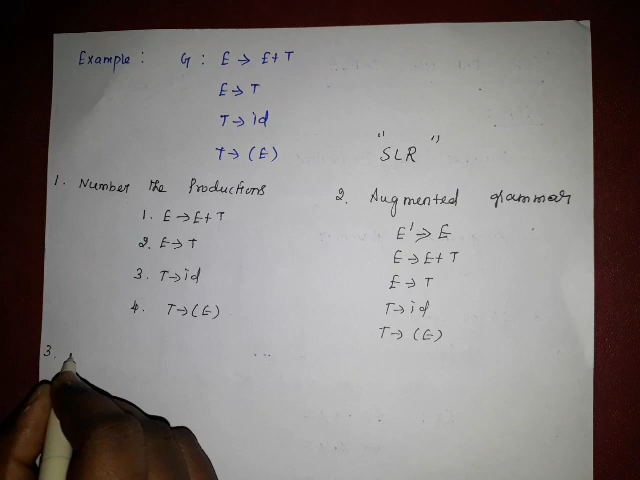 Example : G : E → E+T
E → T
T → id
T → (E)
" SLR "
1. Number the Productions
1. E → E+T
2. E → T
3. T → id
4. T → (E)
2. Augmented grammar
E' → E
E → E+T
E → T
T → id
T → (E)
3.
...